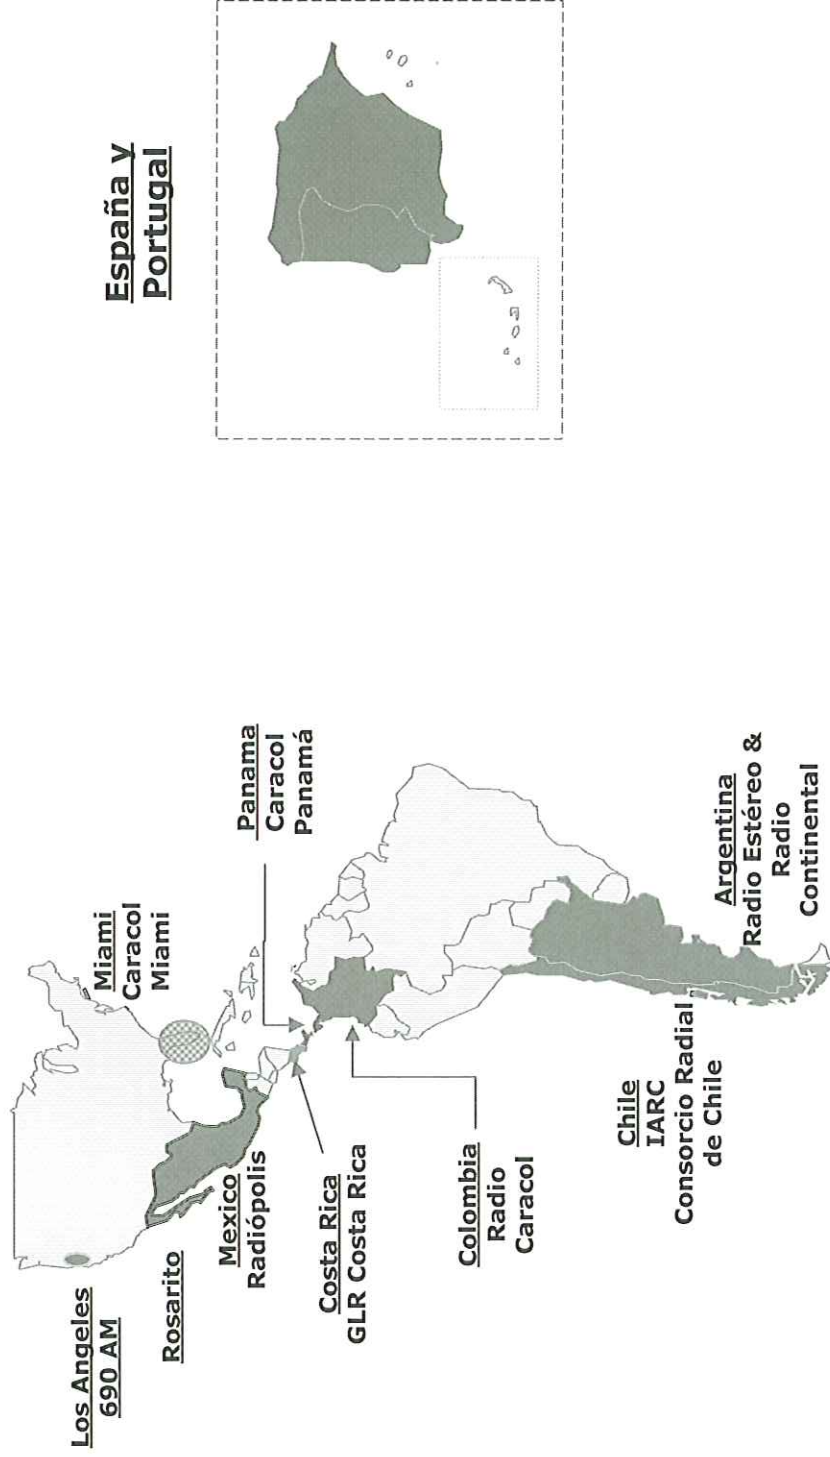 España y
Portugal
Los Angeles
690 AM
Rosarito
Mexico
Radiópolis
Costa Rica
GLR Costa Rica
Colombia
Radio
Caracol
Chile
IARC
Consorcio Radial
de Chile
Miami
Caracol
Miami
Panama
Caracol
Panamá
Argentina
Radio Estéreo &
Radio
Continental